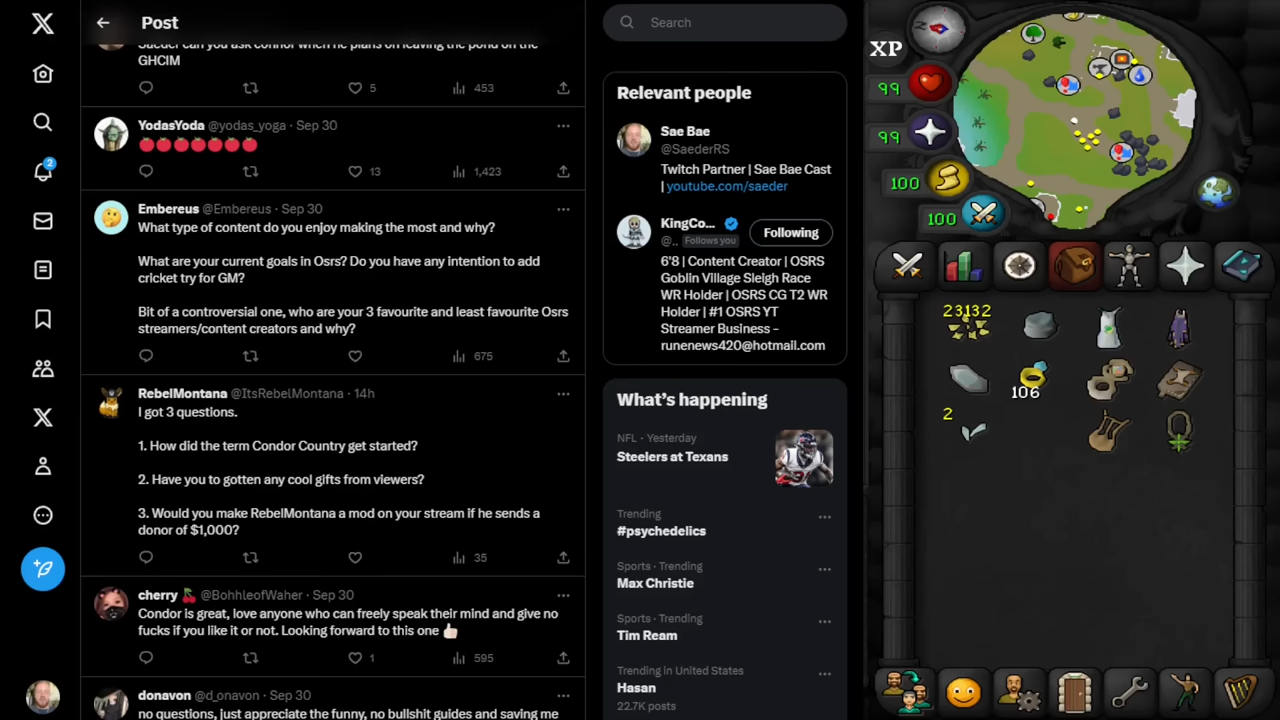 Post
Saeder can you ask connor when he plans on leaving the pond on the
GHCIM
5
453
YodasYoda @yodas_yoga · Sep 30
🍅🍅🍅🍅🍅🍅🍅
13
1,423
Embereus @Embereus · Sep 30
What type of content do you enjoy making the most and why?
What are your current goals in Osrs? Do you have any intention to add
cricket try for GM?
Bit of a controversial one, who are your 3 favourite and least favourite Osrs
streamers/content creators and why?
675
RebelMontana @ItsRebelMontana · 14h
I got 3 questions.
1. How did the term Condor Country get started?
2. Have you to gotten any cool gifts from viewers?
3. Would you make RebelMontana a mod on your stream if he sends a
donor of $1,000?
35
cherry 🍒 @BohhleofWaher · Sep 30
Condor is great, love anyone who can freely speak their mind and give no
fucks if you like it or not. Looking forward to this one 👍🏻
1
595
donavon @d_onavon · Sep 30
no questions, just appreciate the funny, no bullshit guides and saving me
2
Search
Relevant people
Sae Bae
@SaederRS
Twitch Partner | Sae Bae Cast
| youtube.com/saeder
KingCo...
@.. Follows you
Following
6'8 | Content Creator | OSRS
Goblin Village Sleigh Race
WR Holder | OSRS CG T2 WR
Holder | #1 OSRS YT
Streamer Business –
runenews420@hotmail.com
What's happening
NFL · Yesterday
Steelers at Texans
Trending
#psychedelics
Sports · Trending
Max Christie
Sports · Trending
Tim Ream
Trending in United States
Hasan
22.7K posts
XP
99
99
100
100
23132
106
2